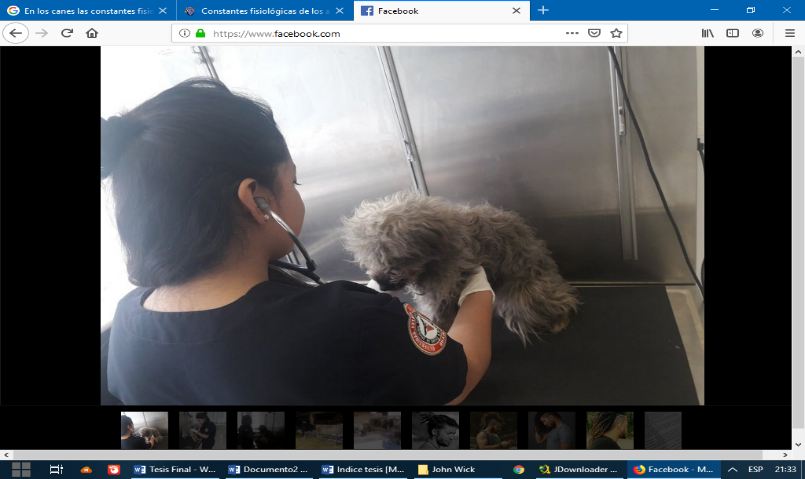 En los canes las constantes fisio
Constantes fisiológicas de los a
Facebook
https://www.facebook.com
Tesis Final - W...
Documento2 ...
Indice tesis [M...
John Wick
JDownloader ...
Facebook - M...
ESP
21:33